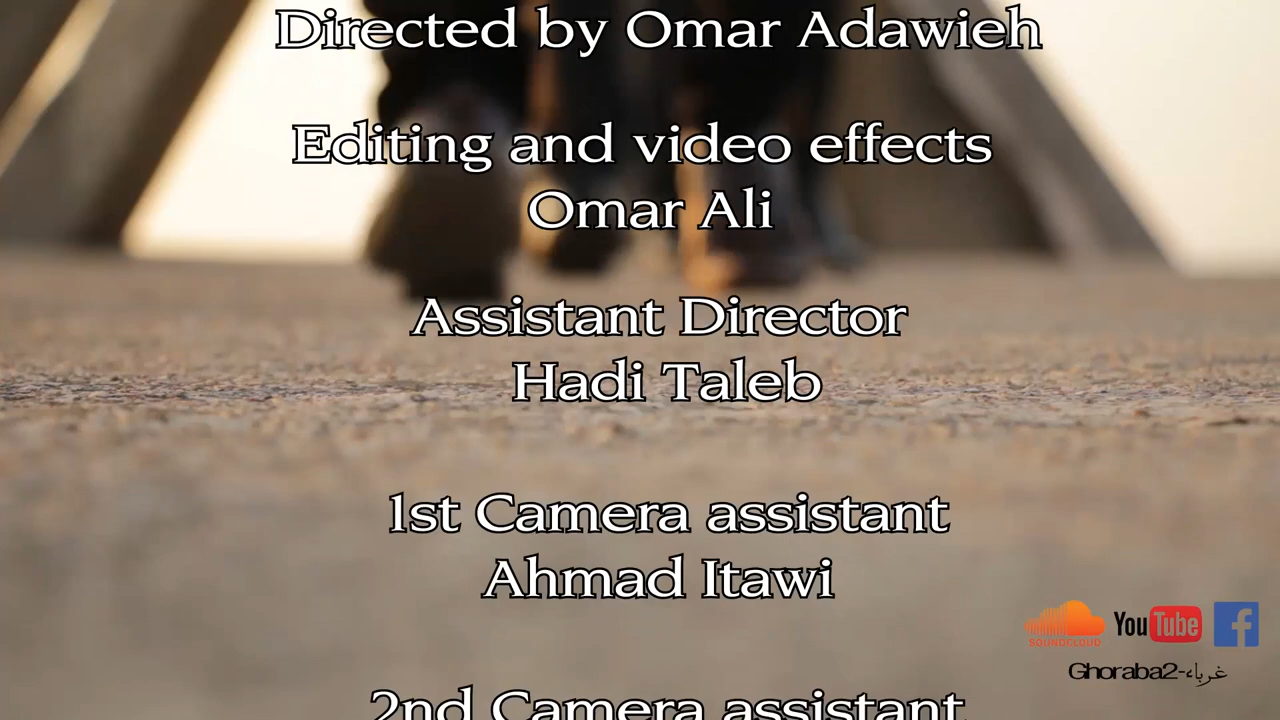 Directed by Omar Adawieh
Editing and video effects
Omar Ali
Assistant Director
Hadi Taleb
1st Camera assistant
Ahmad Itawi
2nd Camera assistant
SOUNDCLOUD
YouTube
f
Ghoraba2-غرباء